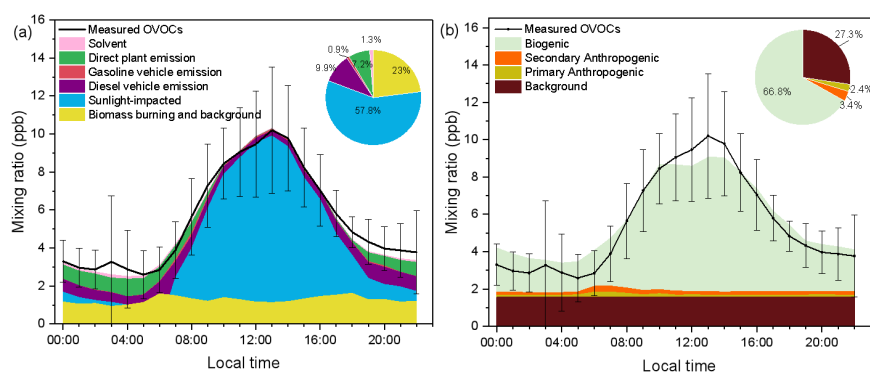 (a)
Measured OVOCs
Solvent
Direct plant emission
Gasoline vehicle emission
Diesel vehicle emission
Sunlight-impacted
Biomass burning and background
0.9%
1.3%
9.9%
7.2%
23%
57.8%
Mixing ratio (ppb)
16
14
12
10
8
6
4
2
0
00:00
04:00
08:00
12:00
16:00
20:00
Local time
(b)
Measured OVOCs
Biogenic
Secondary Anthropogenic
Primary Anthropogenic
Background
27.3%
66.8%
2.4%
3.4%
Mixing ratio (ppb)
16
14
12
10
8
6
4
2
0
00:00
04:00
08:00
12:00
16:00
20:00
Local time